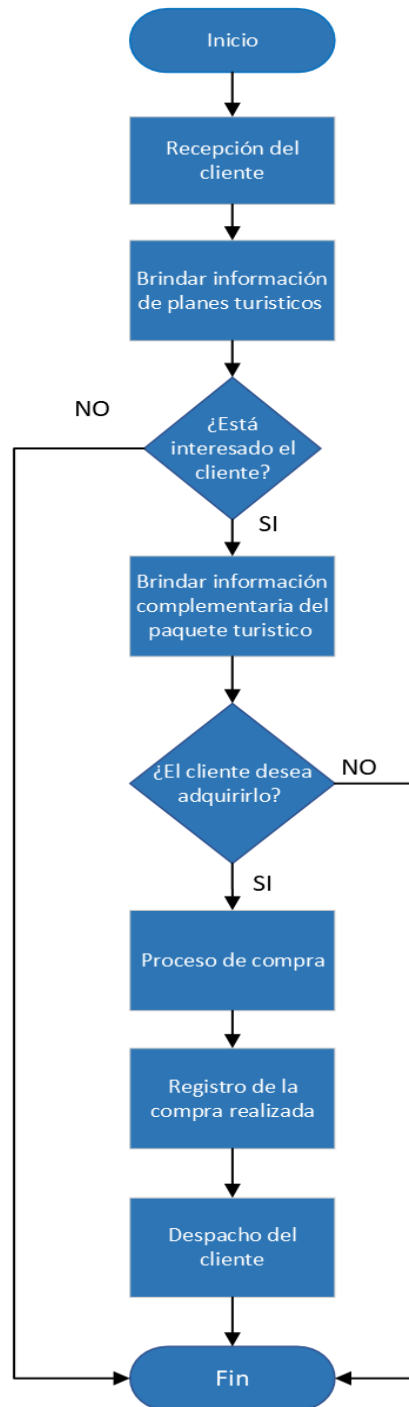 Inicio
Recepción del
cliente
Brindar información
de planes turisticos
NO
¿Está
interesado el
cliente?
SI
Brindar información
complementaria del
paquete turistico
¿El cliente desea
adquirirlo?
NO
SI
Proceso de compra
Registro de la
compra realizada
Despacho del
cliente
Fin